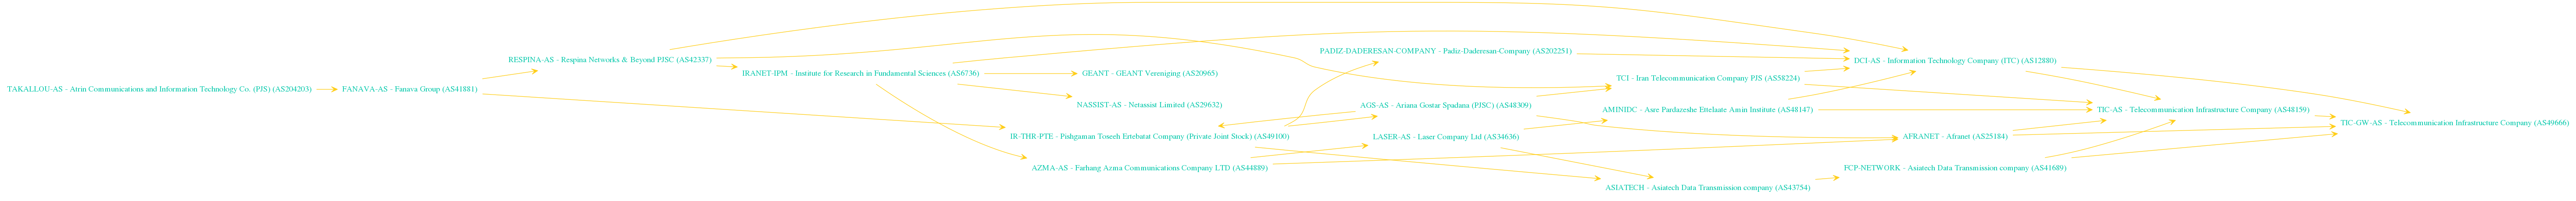 TAKALLOU-AS - Atrin Communications and Information Technology Co. (PJS) (AS204203)
FANAVA-AS - Fanava Group (AS41881)
RESPINA-AS - Respina Networks & Beyond PJSC (AS42337)
IRANET-IPM - Institute for Research in Fundamental Sciences (AS6736)
GEANT - GEANT Vereniging (AS20965)
NASSIST-AS - Netassist Limited (AS29632)
IR-THR-PTE - Pishgaman Toseeh Ertebatat Company (Private Joint Stock) (AS49100)
AZMA-AS - Farhang Azma Communications Company LTD (AS44889)
PADIZ-DADERESAN-COMPANY - Padiz-Daderesan-Company (AS202251)
AGS-AS - Ariana Gostar Spadana (PJSC) (AS48309)
LASER-AS - Laser Company Ltd (AS34636)
TCI - Iran Telecommunication Company PJS (AS58224)
AMINIDC - Asre Pardazeshe Ettelaate Amin Institute (AS48147)
ASIATECH - Asiatech Data Transmission company (AS43754)
DCI-AS - Information Technology Company (ITC) (AS12880)
AFRANET - Afranet (AS25184)
FCP-NETWORK - Asiatech Data Transmission company (AS41689)
TIC-AS - Telecommunication Infrastructure Company (AS48159)
TIC-GW-AS - Telecommunication Infrastructure Company (AS49666)